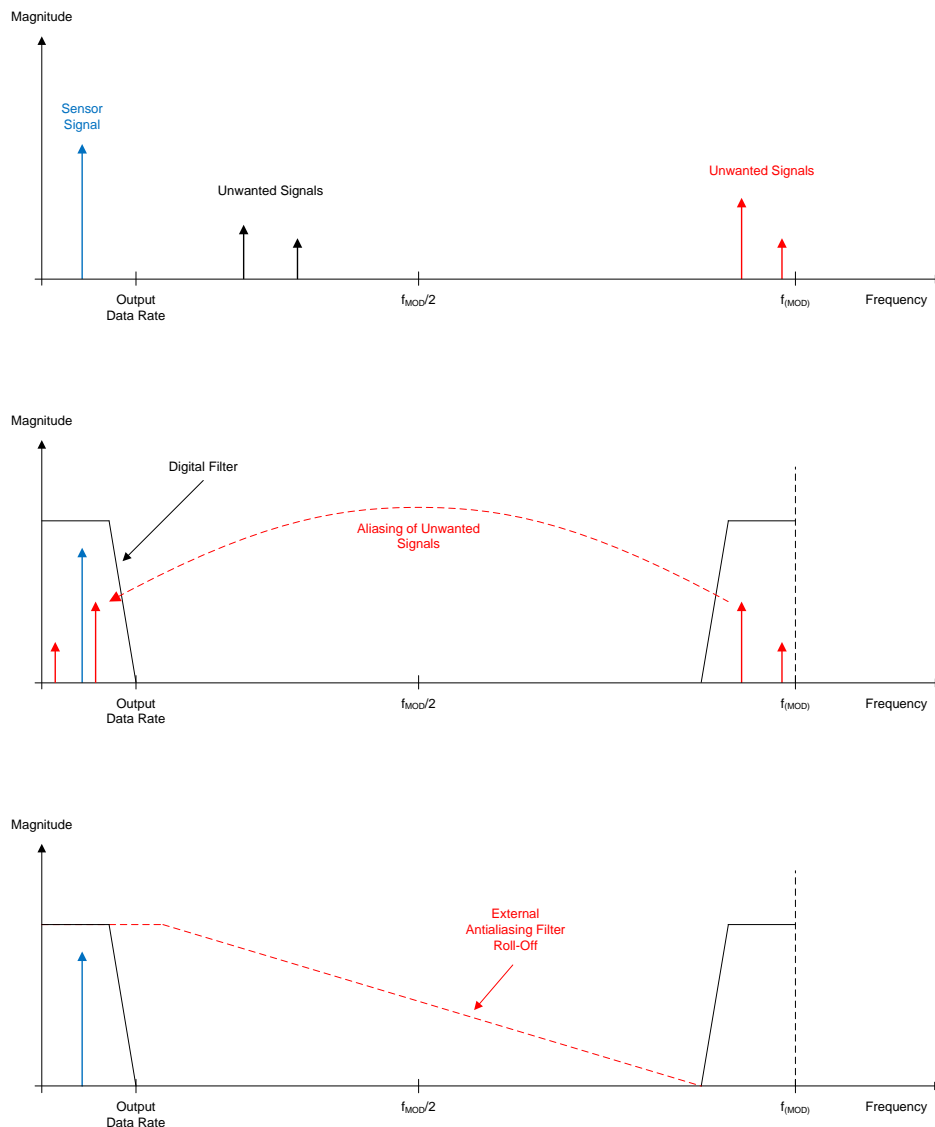 Magnitude
Sensor
Signal
Unwanted Signals
Unwanted Signals
Output
Data Rate
fMOD/2
f(MOD)
Frequency
Magnitude
Digital Filter
Aliasing of Unwanted
Signals
Output
Data Rate
fMOD/2
f(MOD)
Frequency
Magnitude
External
Antialiasing Filter
Roll-Off
Output
Data Rate
fMOD/2
f(MOD)
Frequency